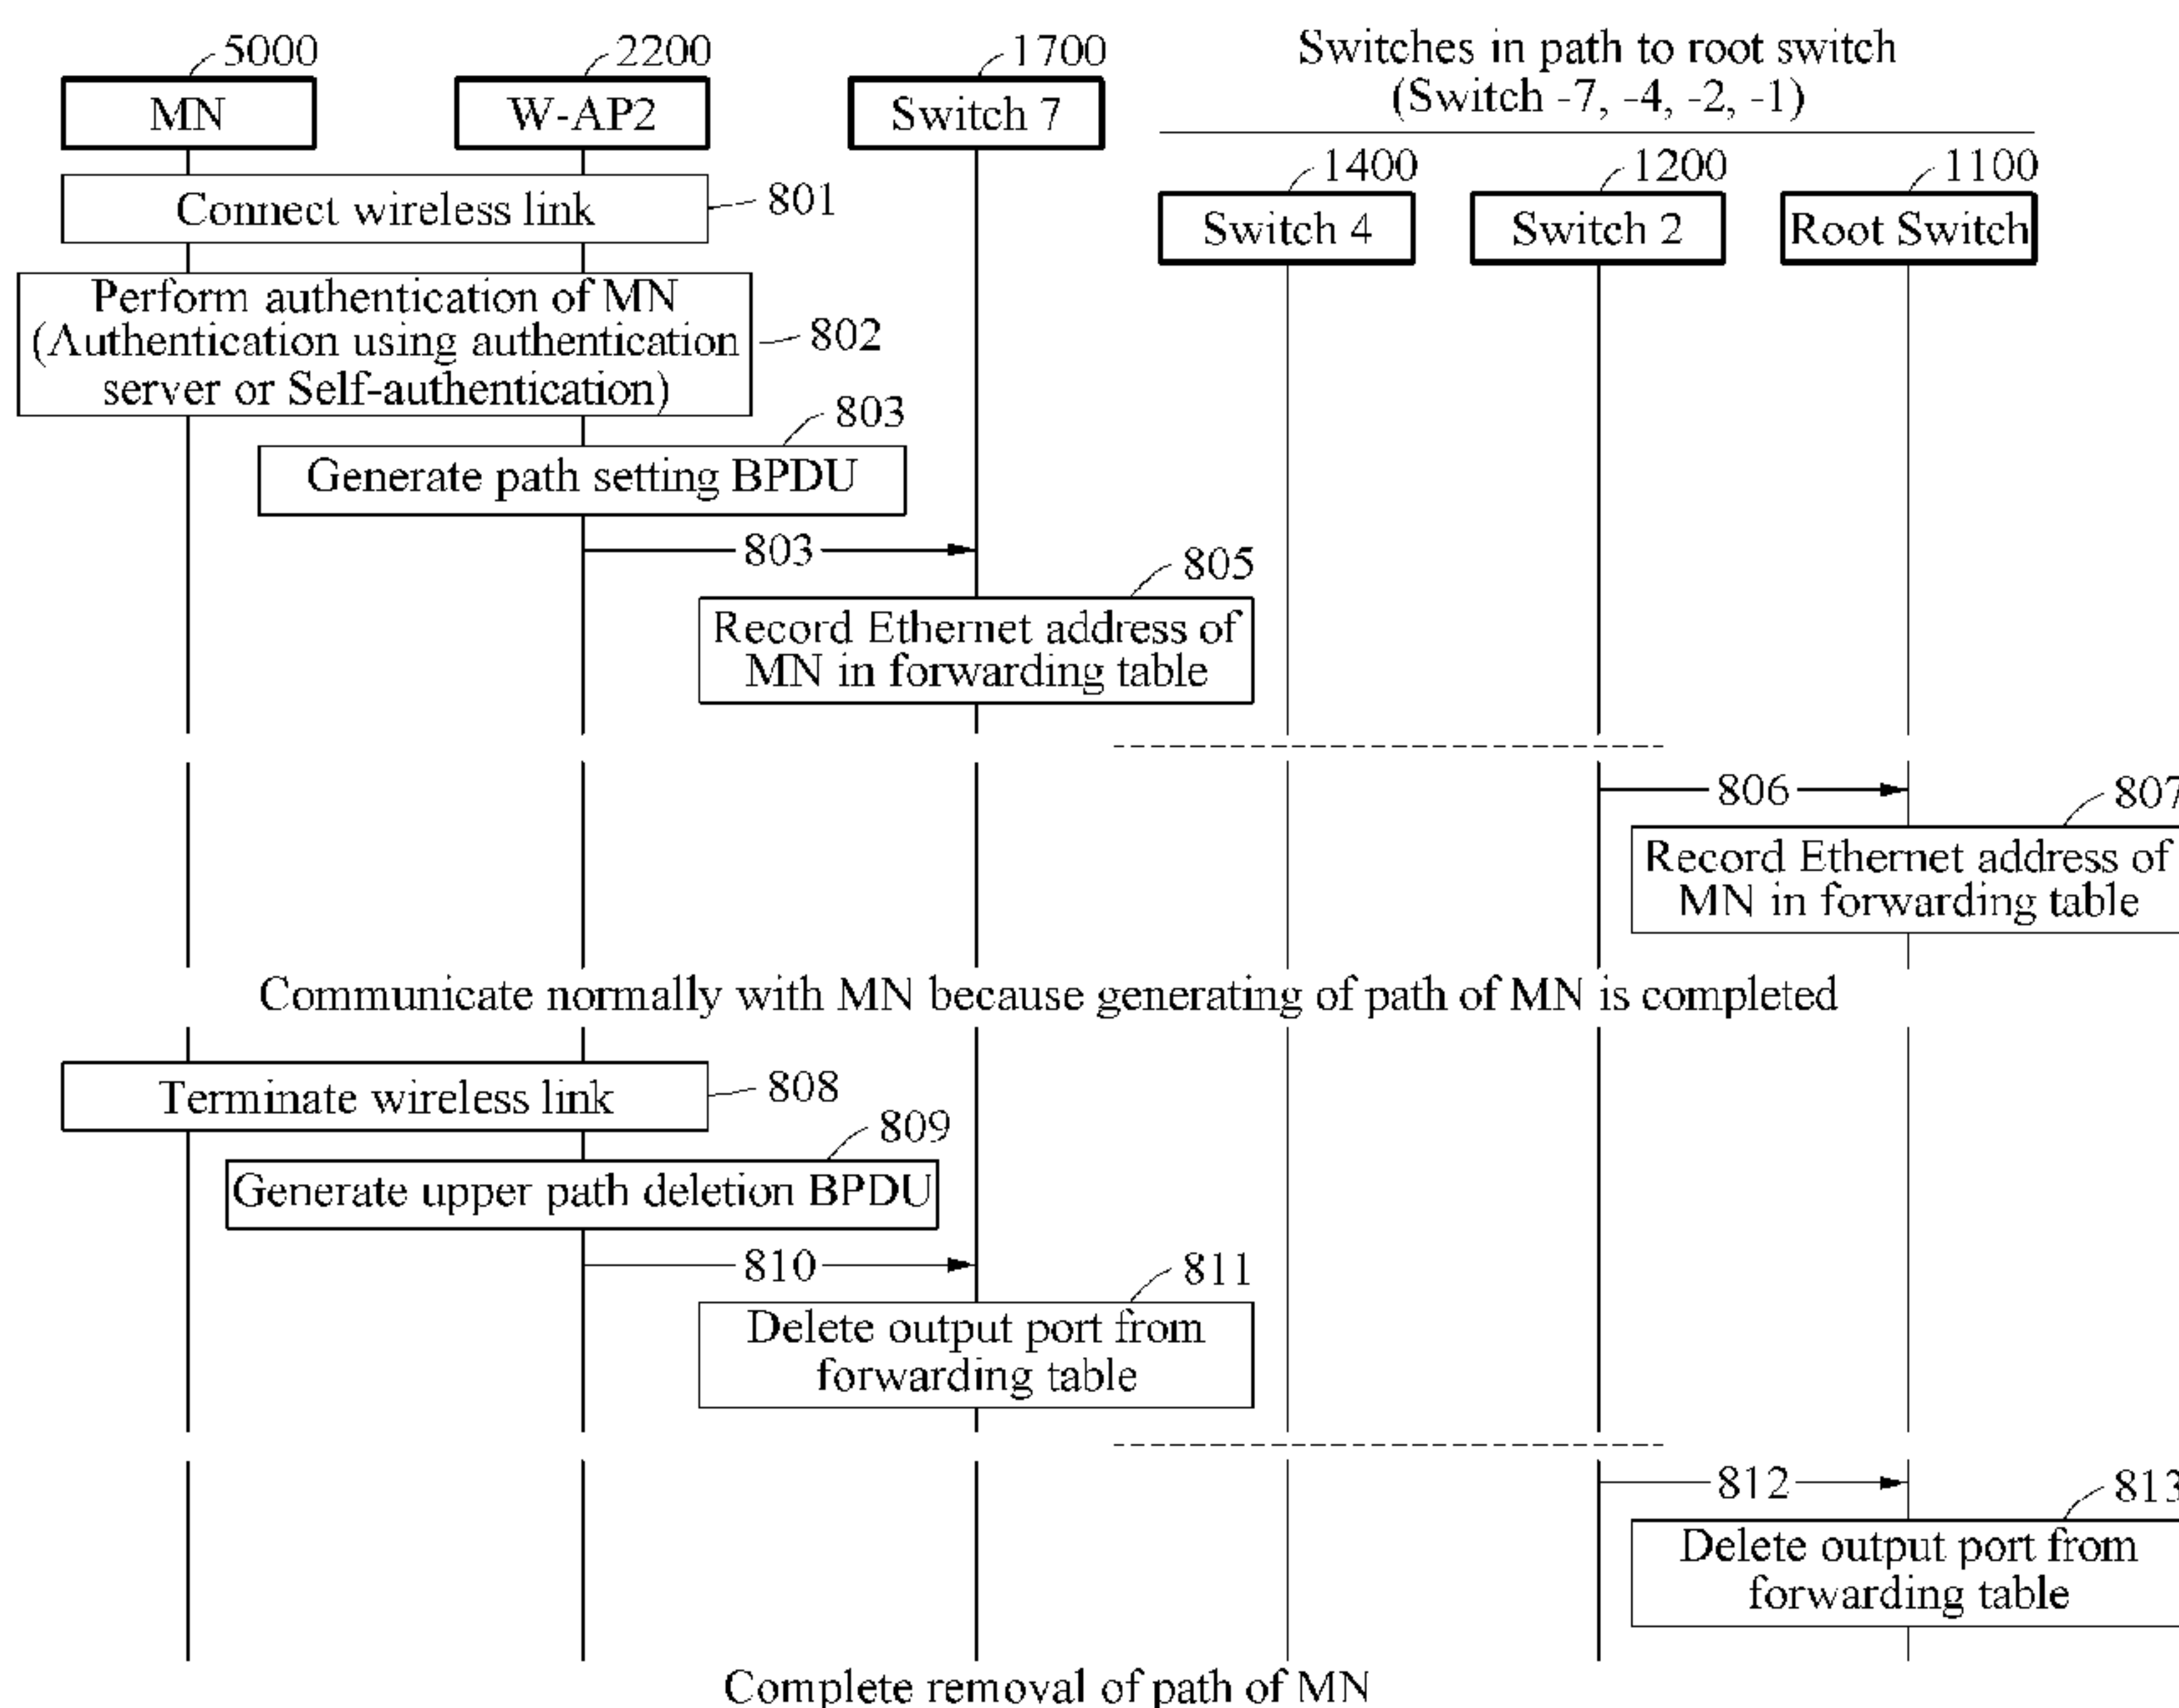 5000
2200
1700
Switches in path to root switch
(Switch -7, -4, -2, -1)
MN
W-AP2
Switch 7
1400
1200
1100
Switch 4
Switch 2
Root Switch
Connect wireless link
801
Perform authentication of MN
(Authentication using authentication
server or Self-authentication)
802
803
Generate path setting BPDU
803
805
Record Ethernet address of
MN in forwarding table
806
807
Record Ethernet address of
MN in forwarding table
Communicate normally with MN because generating of path of MN is completed
Terminate wireless link
808
809
Generate upper path deletion BPDU
810
811
Delete output port from
forwarding table
812
813
Delete output port from
forwarding table
Complete removal of path of MN